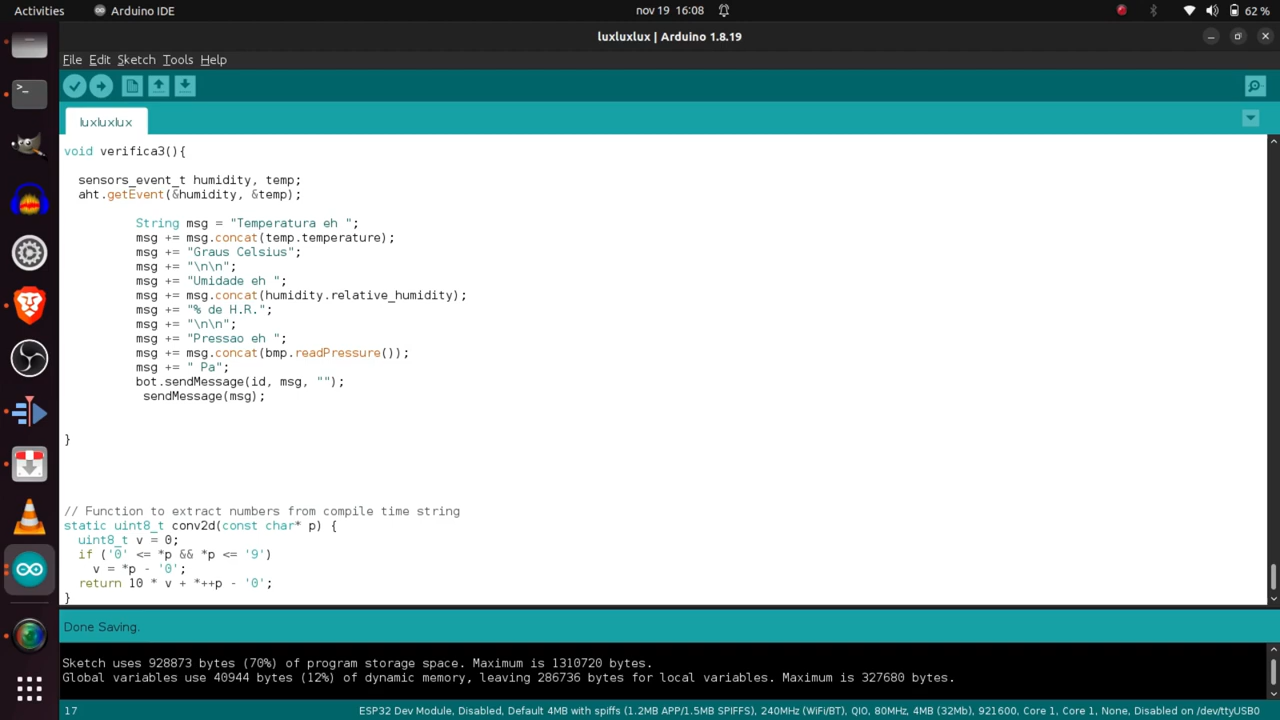 Activities
Arduino IDE
nov 19 16:08
62 %
luxluxlux | Arduino 1.8.19
File Edit Sketch Tools Help
luxluxlux
void verifica3(){
sensors_event_t humidity, temp;
aht.getEvent(&humidity, &temp);
String msg = "Temperatura eh ";
msg += msg.concat(temp.temperature);
msg += "Graus Celsius";
msg += "\n\n";
msg += "Umidade eh ";
msg += msg.concat(humidity.relative_humidity);
msg += "% de H.R.";
msg += "\n\n";
msg += "Pressao eh ";
msg += msg.concat(bmp.readPressure());
msg += " Pa";
bot.sendMessage(id, msg, "");
sendMessage(msg);
}
// Function to extract numbers from compile time string
static uint8_t conv2d(const char* p) {
uint8_t v = 0;
if ('0' <= *p && *p <= '9')
v = *p - '0';
return 10 * v + *++p - '0';
}
Done Saving.
Sketch uses 928873 bytes (70%) of program storage space. Maximum is 1310720 bytes.
Global variables use 40944 bytes (12%) of dynamic memory, leaving 286736 bytes for local variables. Maximum is 327680 bytes.
17
ESP32 Dev Module, Disabled, Default 4MB with spiffs (1.2MB APP/1.5MB SPIFFS), 240MHz (WiFi/BT), QIO, 80MHz, 4MB (32Mb), 921600, Core 1, Core 1, None, Disabled on /dev/ttyUSB0